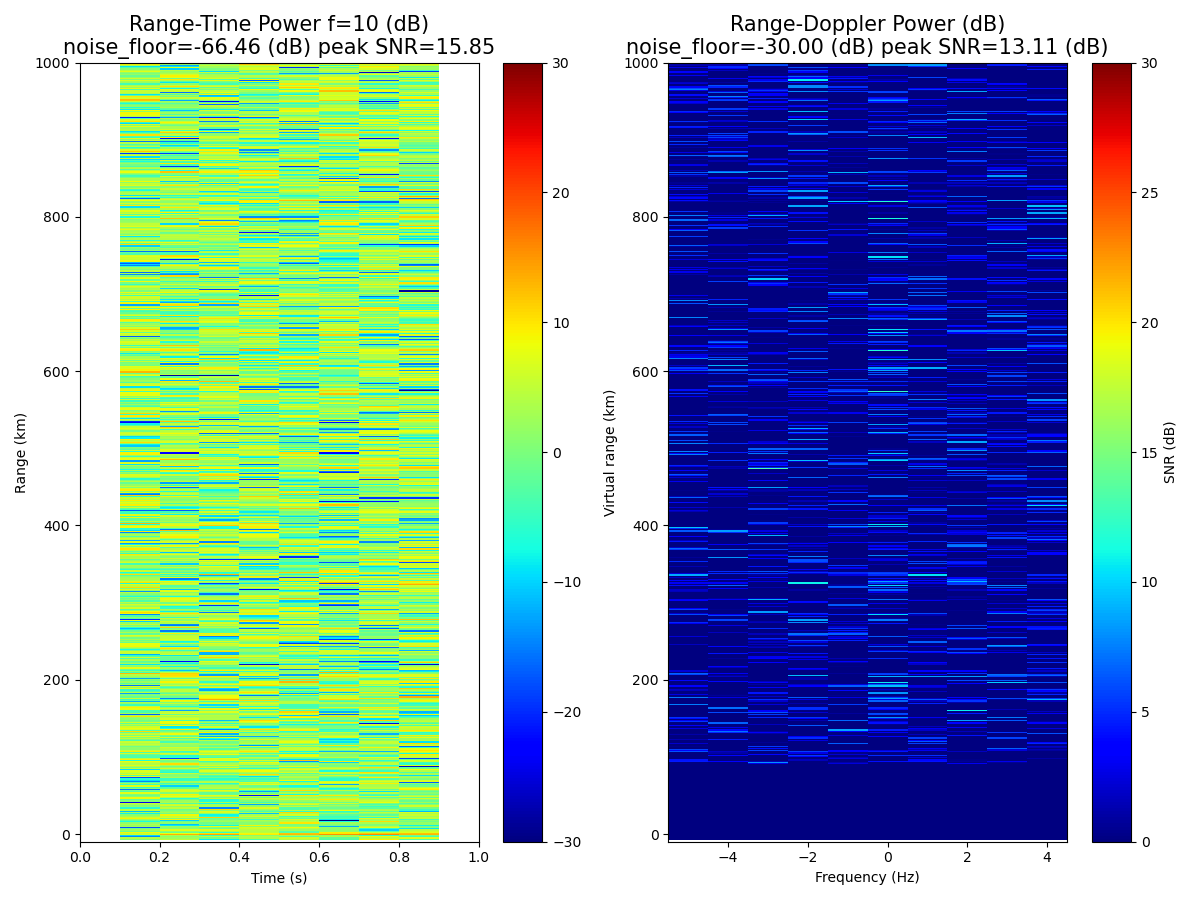 Range-Time Power f=10 (dB)
noise_floor=-66.46 (dB) peak SNR=15.85
Range-Doppler Power (dB)
noise_floor=-30.00 (dB) peak SNR=13.11 (dB)
1000
800
600
400
200
0
Range (km)
0.0 0.2 0.4 0.6 0.8 1.0
Time (s)
30
20
10
0
−10
−20
−30
1000
800
600
400
200
0
Virtual range (km)
−4 −2 0 2 4
Frequency (Hz)
30
25
20
15
10
5
0
SNR (dB)